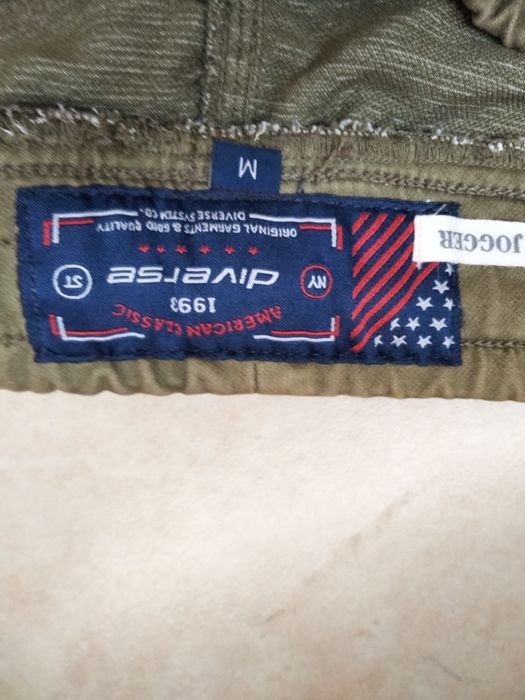 JOGGER
AMERICAN CLASSIC
1993
NY diverse ST
ORIGINAL GARMENTS & GOOD QUALITY
DIVERSE SYSTEM CO.
M